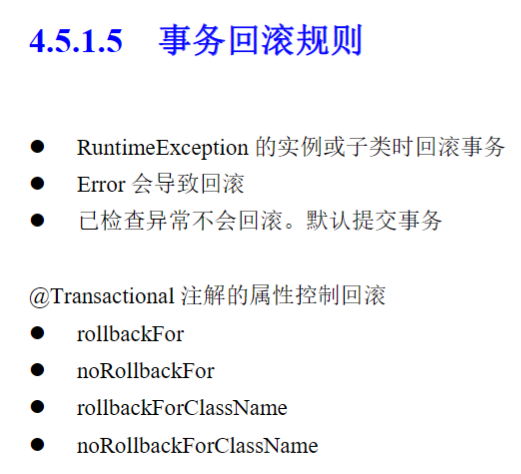 4.5.1.5 事务回滚规则
● RuntimeException 的实例或子类时回滚事务
● Error 会导致回滚
● 已检查异常不会回滚。默认提交事务
@Transactional 注解的属性控制回滚
● rollbackFor
● noRollbackFor
● rollbackForClassName
● noRollbackForClassName